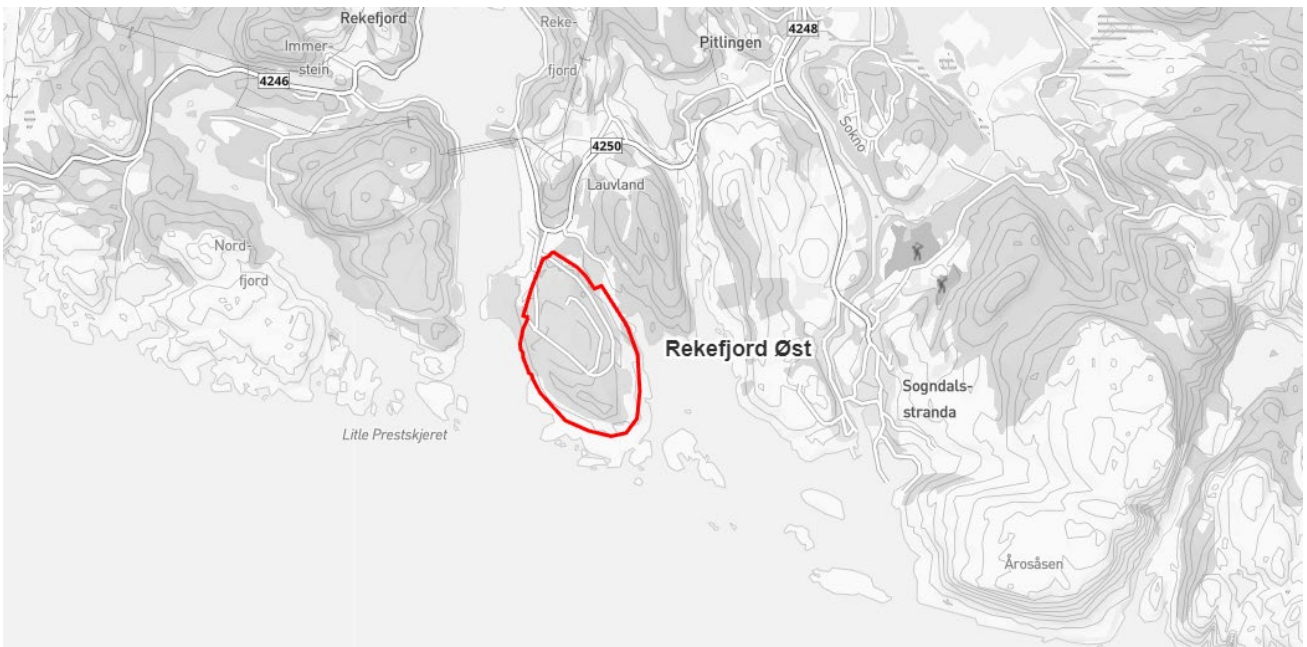 Rekefjord
Reke-
fjord
Immer-
stein
Pitlingen
4248
4246
Sokno
4250
Lauvland
Nord-
fjord
Rekefjord Øst
Sogndals-
stranda
Litle Prestskjeret
Årosåsen